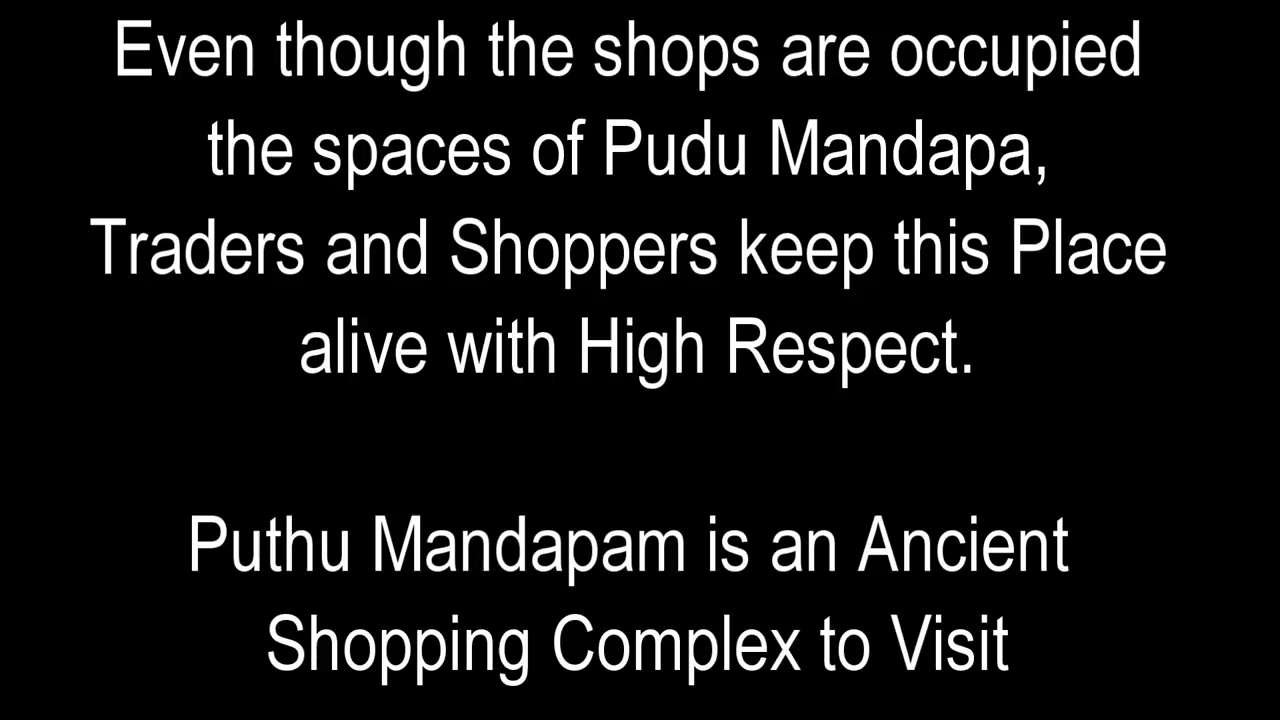 Even though the shops are occupied
the spaces of Pudu Mandapa,
Traders and Shoppers keep this Place
alive with High Respect.
Puthu Mandapam is an Ancient
Shopping Complex to Visit